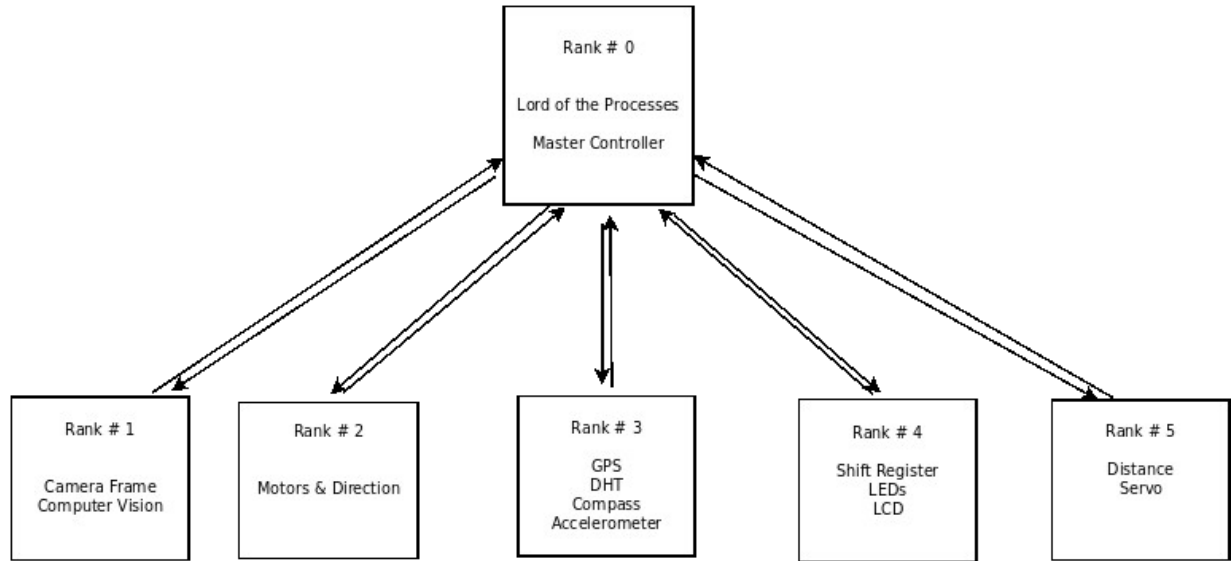 Rank # 0
Lord of the Processes
Master Controller
Rank # 1
Camera Frame
Computer Vision
Rank # 2
Motors & Direction
Rank # 3
GPS
DHT
Compass
Accelerometer
Rank # 4
Shift Register
LEDs
LCD
Rank # 5
Distance
Servo